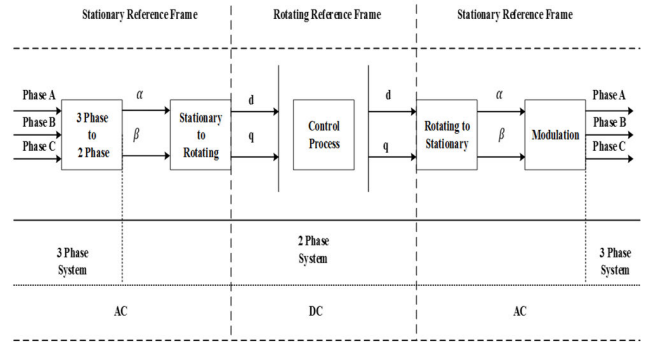 Stationary Reference Frame
Rotating Reference Frame
Stationary Reference Frame
Phase A
Phase B
Phase C
3 Phase
to
2 Phase
α
β
Stationary
to
Rotating
d
q
Control
Process
d
q
Rotating to
Stationary
α
β
Modulation
Phase A
Phase B
Phase C
3 Phase
System
2 Phase
System
3 Phase
System
AC
DC
AC